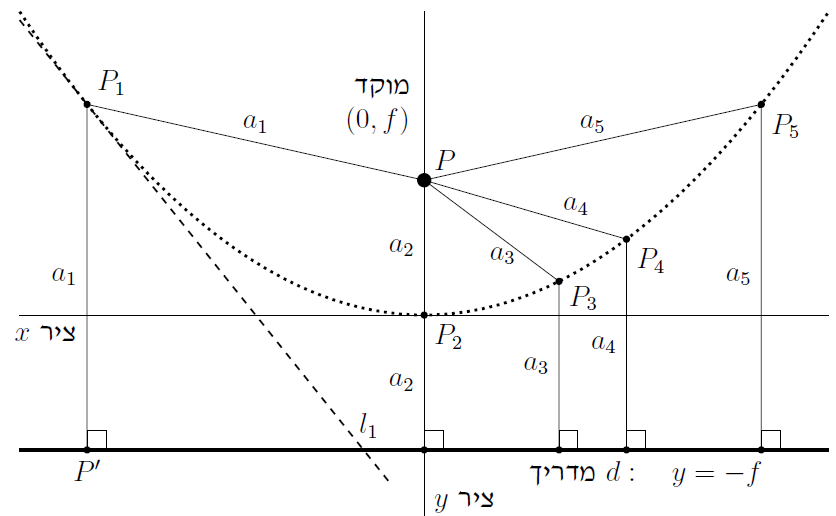 P₁
מוקד
(0, f)
a₁
a₅
P₅
P
a₄
a₂
a₃
P₄
a₁
a₅
P₃
ציר x
P₂
a₄
a₃
a₂
l₁
P′
מדריך d : y = −f
ציר y